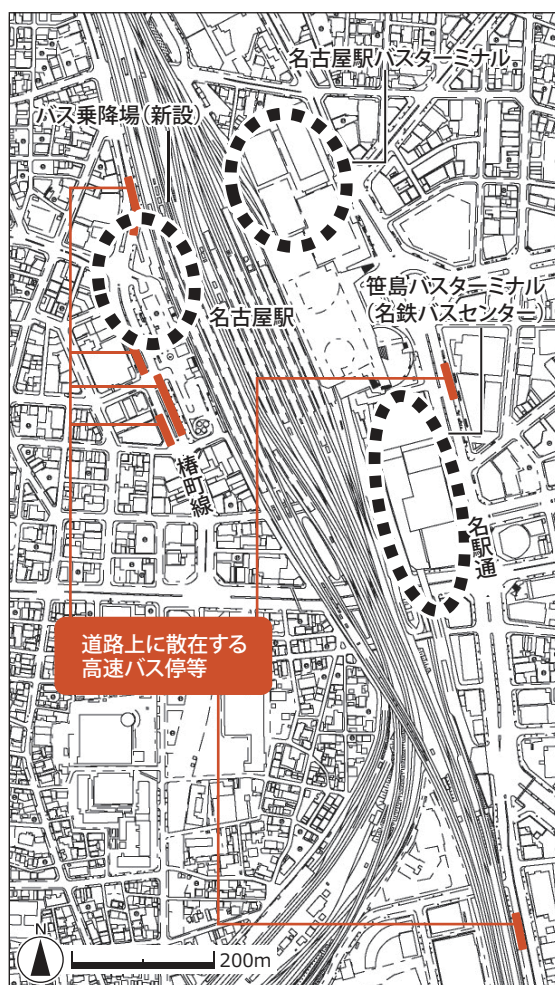 名古屋駅バスターミナル
バス乗降場(新設)
笹島バスターミナル
(名鉄バスセンター)
名古屋駅
椿町線
名駅通
道路上に散在する
高速バス停等
N
200m